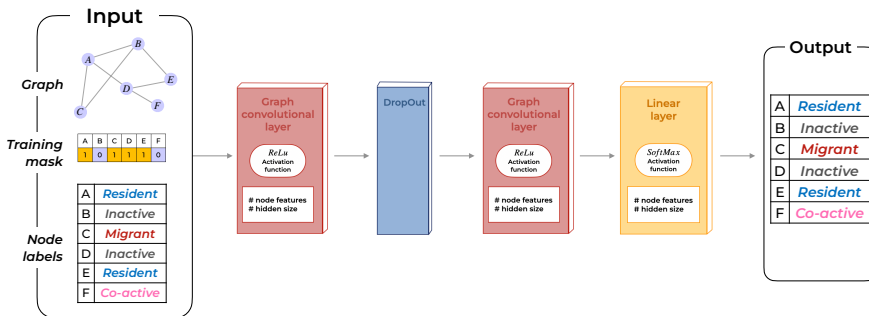 Input
Graph
A
B
C
D
E
F
Training
mask
A B C D E F
1 0 1 1 1 0
Node
labels
A Resident
B Inactive
C Migrant
D Inactive
E Resident
F Co-active
Graph
convolutional
layer
ReLu
Activation
function
# node features
# hidden size
DropOut
Graph
convolutional
layer
ReLu
Activation
function
# node features
# hidden size
Linear
layer
SoftMax
Activation
function
# node features
# hidden size
Output
A Resident
B Inactive
C Migrant
D Inactive
E Resident
F Co-active